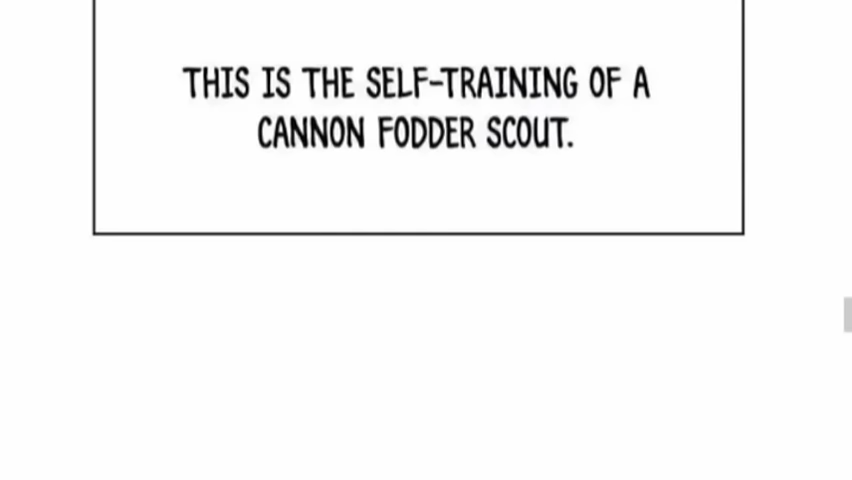 THIS IS THE SELF-TRAINING OF A
CANNON FODDER SCOUT.